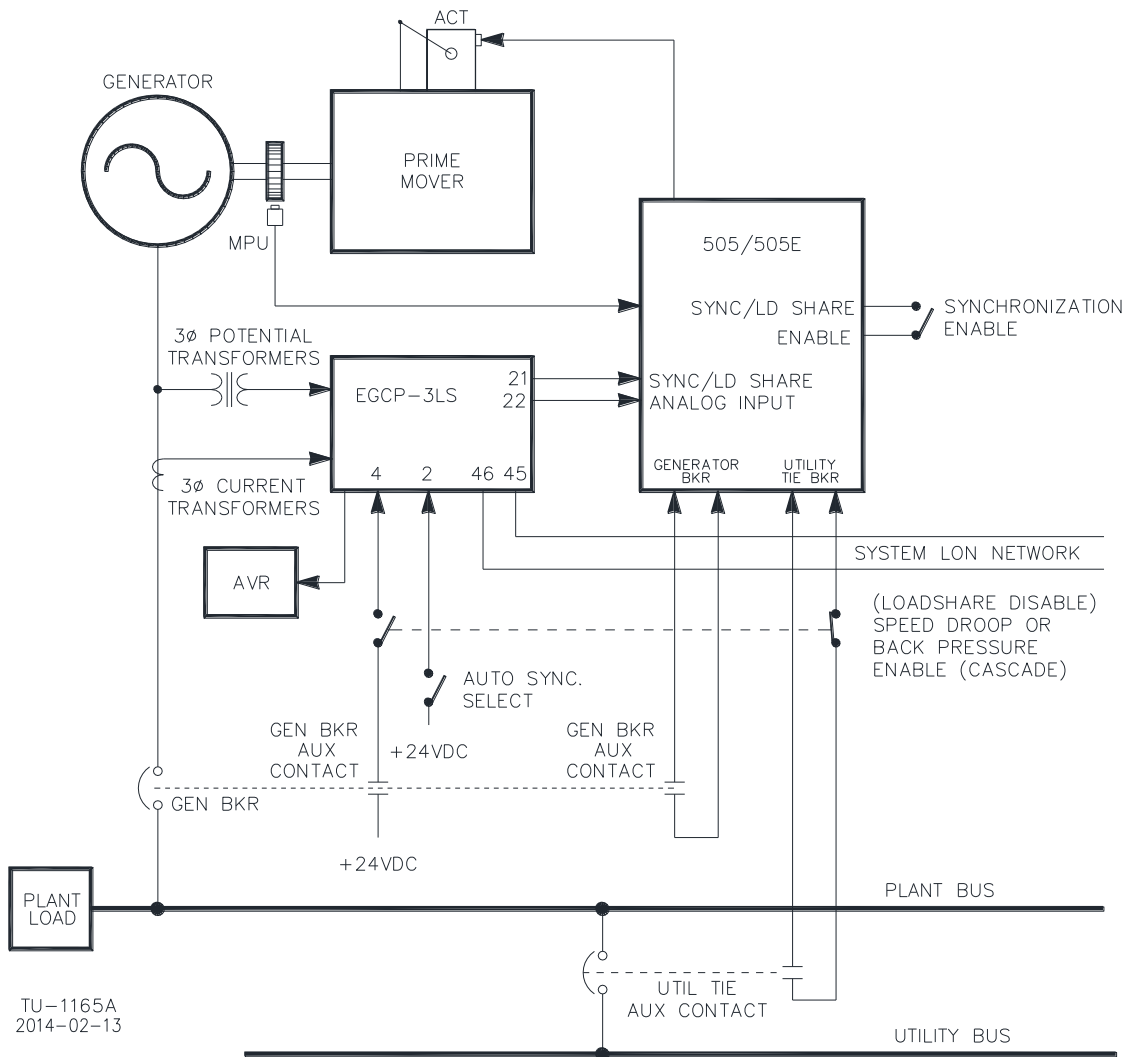 ACT
GENERATOR
PRIME
MOVER
MPU
505/505E
SYNC/LD SHARE
ENABLE
SYNCHRONIZATION
ENABLE
3ø POTENTIAL
TRANSFORMERS
EGCP-3LS
21
22
SYNC/LD SHARE
ANALOG INPUT
4
2
46
45
GENERATOR
BKR
UTILITY
TIE BKR
3ø CURRENT
TRANSFORMERS
SYSTEM LON NETWORK
AVR
(LOADSHARE DISABLE)
SPEED DROOP OR
BACK PRESSURE
ENABLE (CASCADE)
AUTO SYNC.
SELECT
+24VDC
GEN BKR
AUX
CONTACT
GEN BKR
AUX
CONTACT
GEN BKR
+24VDC
PLANT
LOAD
PLANT BUS
UTIL TIE
AUX CONTACT
TU-1165A
2014-02-13
UTILITY BUS